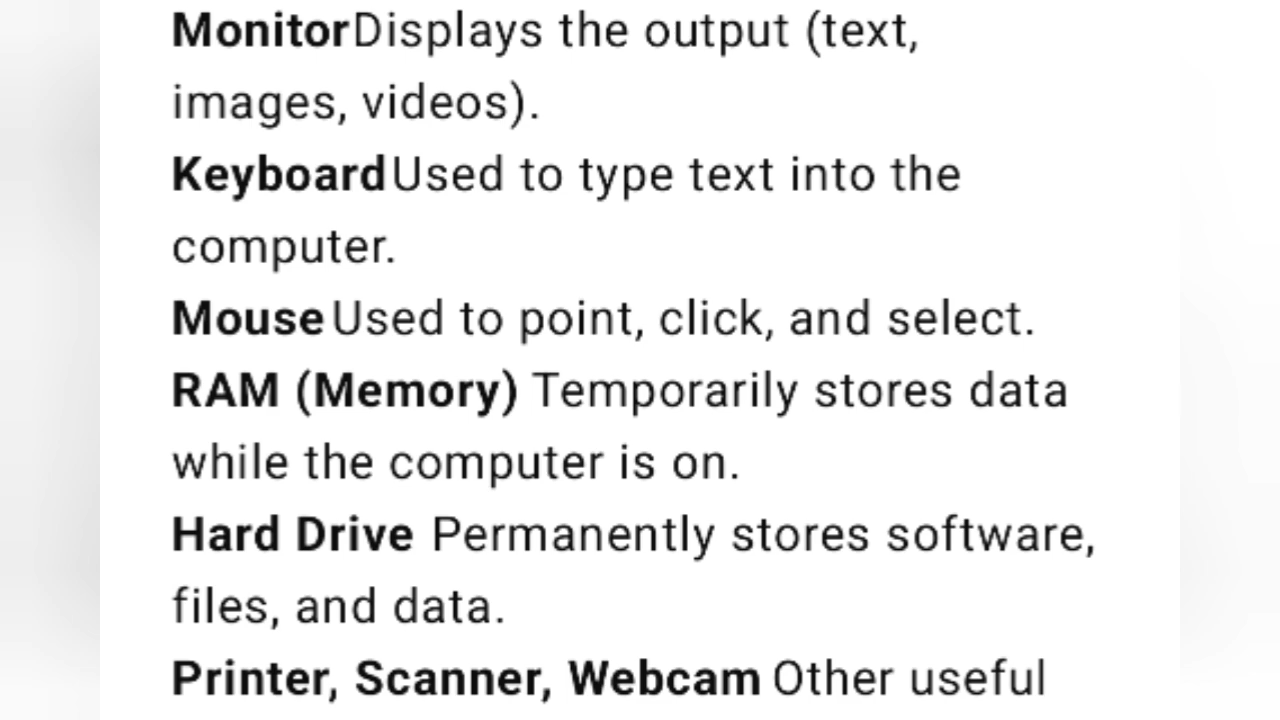 MonitorDisplays the output (text,
images, videos).
KeyboardUsed to type text into the
computer.
Mouse Used to point, click, and select.
RAM (Memory) Temporarily stores data
while the computer is on.
Hard Drive Permanently stores software,
files, and data.
Printer, Scanner, Webcam Other useful